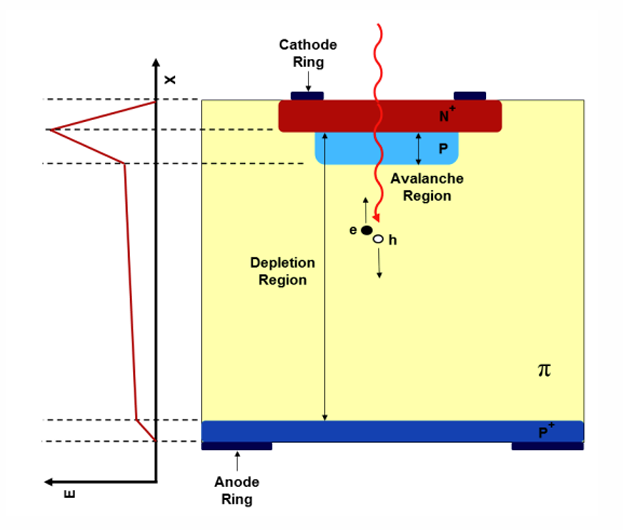 Cathode
Ring
X
N+
P
Avalanche
Region
e
h
Depletion
Region
π
P+
E
Anode
Ring